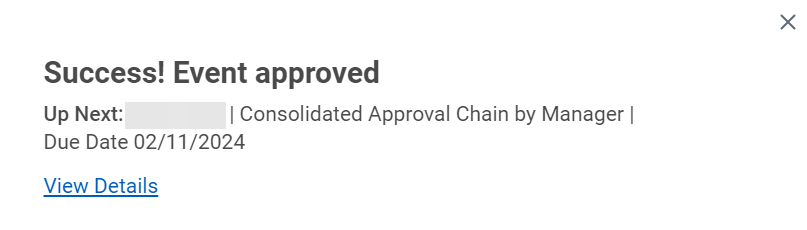 Success! Event approved
Up Next: | Consolidated Approval Chain by Manager |
Due Date 02/11/2024
View Details